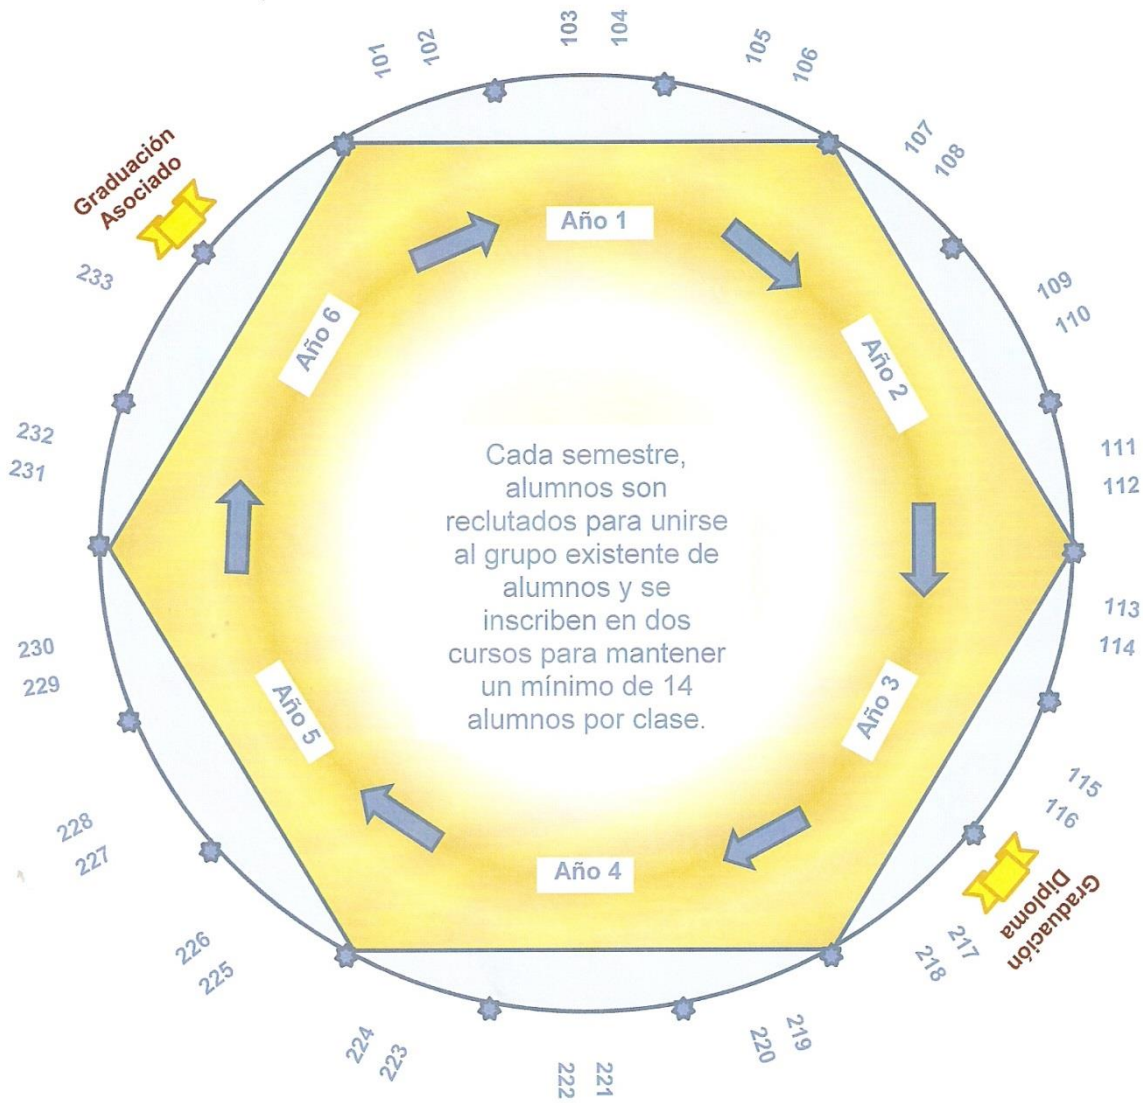 101
102
103
104
105
106
107
108
109
110
111
112
113
114
115
116
Graduación
Diploma
217
218
219
220
221
222
223
224
225
226
227
228
229
230
231
232
233
Graduación
Asociado
Año 1
Año 2
Año 3
Año 4
Año 5
Año 6
Cada semestre,
alumnos son
reclutados para unirse
al grupo existente de
alumnos y se
inscriben en dos
cursos para mantener
un mínimo de 14
alumnos por clase.